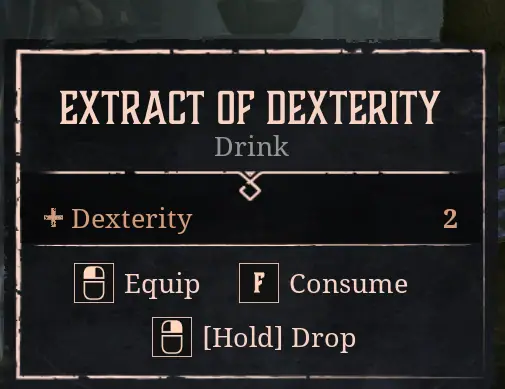 EXTRACT OF DEXTERITY
Drink
+ Dexterity 2
Equip F Consume
[Hold] Drop